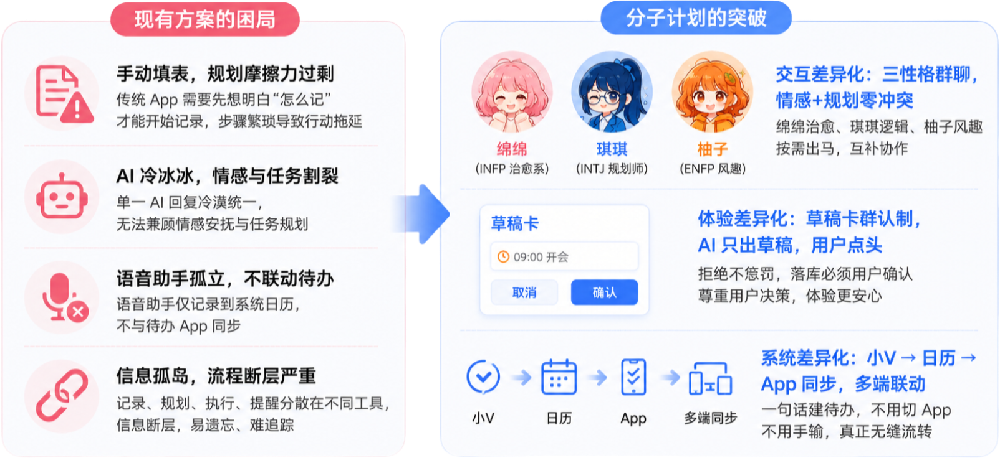 现有方案的困局
手动填表，规划摩擦力过剩
传统 App 需要先想明白“怎么记”
才能开始记录，步骤繁琐导致行动拖延
AI 冷冰冰，情感与任务割裂
单一 AI 回复冷漠统一，
无法兼顾情感安抚与任务规划
语音助手孤立，不联动待办
语音助手仅记录到系统日历，
不与待办 App 同步
信息孤岛，流程断层严重
记录、规划、执行、提醒分散在不同工具，
信息断层，易遗忘、难追踪
分子计划的突破
绵绵
(INFP 治愈系)
琪琪
(INTJ 规划师)
柚子
(ENFP 风趣)
交互差异化：三性格群聊，
情感+规划零冲突
绵绵治愈、琪琪逻辑、柚子风趣
按需出马，互补协作
草稿卡
09:00 开会
取消
确认
体验差异化：草稿卡群认制，
AI 只出草稿，用户点头
拒绝不惩罚，落库必须用户确认
尊重用户决策，体验更安心
小V
日历
App
多端同步
系统差异化：小V → 日历 →
App 同步，多端联动
一句话建待办，不用切 App
不用手输，真正无缝流转